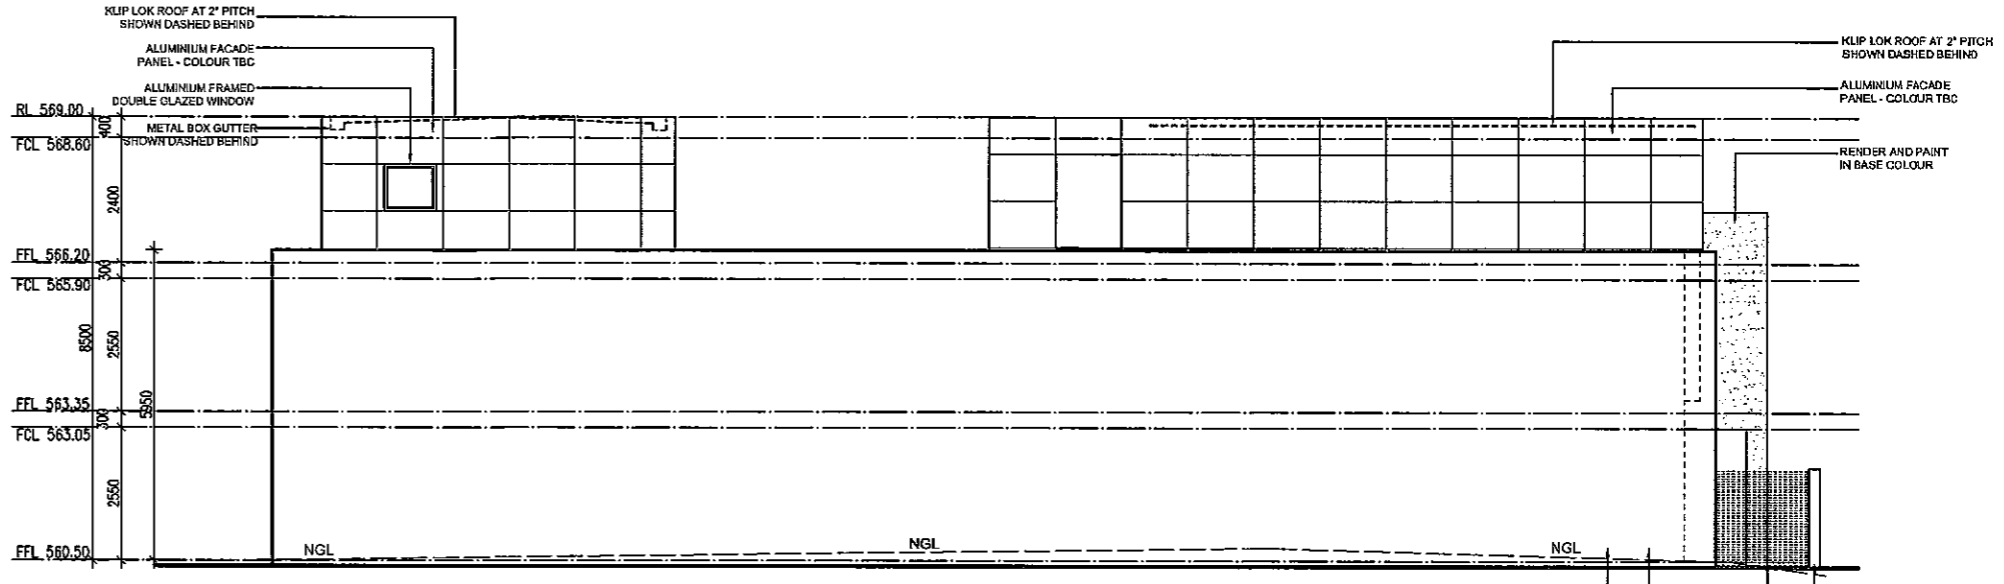 KLIP LOK ROOF AT 2° PITCH
SHOWN DASHED BEHIND
ALUMINIUM FACADE
PANEL - COLOUR TBC
ALUMINIUM FRAMED
DOUBLE GLAZED WINDOW
METAL BOX GUTTER
SHOWN DASHED BEHIND
KLIP LOK ROOF AT 2° PITCH
SHOWN DASHED BEHIND
ALUMINIUM FACADE
PANEL - COLOUR TBC
RENDER AND PAINT
IN BASE COLOUR
RL 569.00
FCL 568.60
FFL 566.20
FCL 565.90
FFL 563.35
FCL 563.05
FFL 560.50
400
2400
300
2550
300
2550
8500
5950
NGL
NGL
NGL